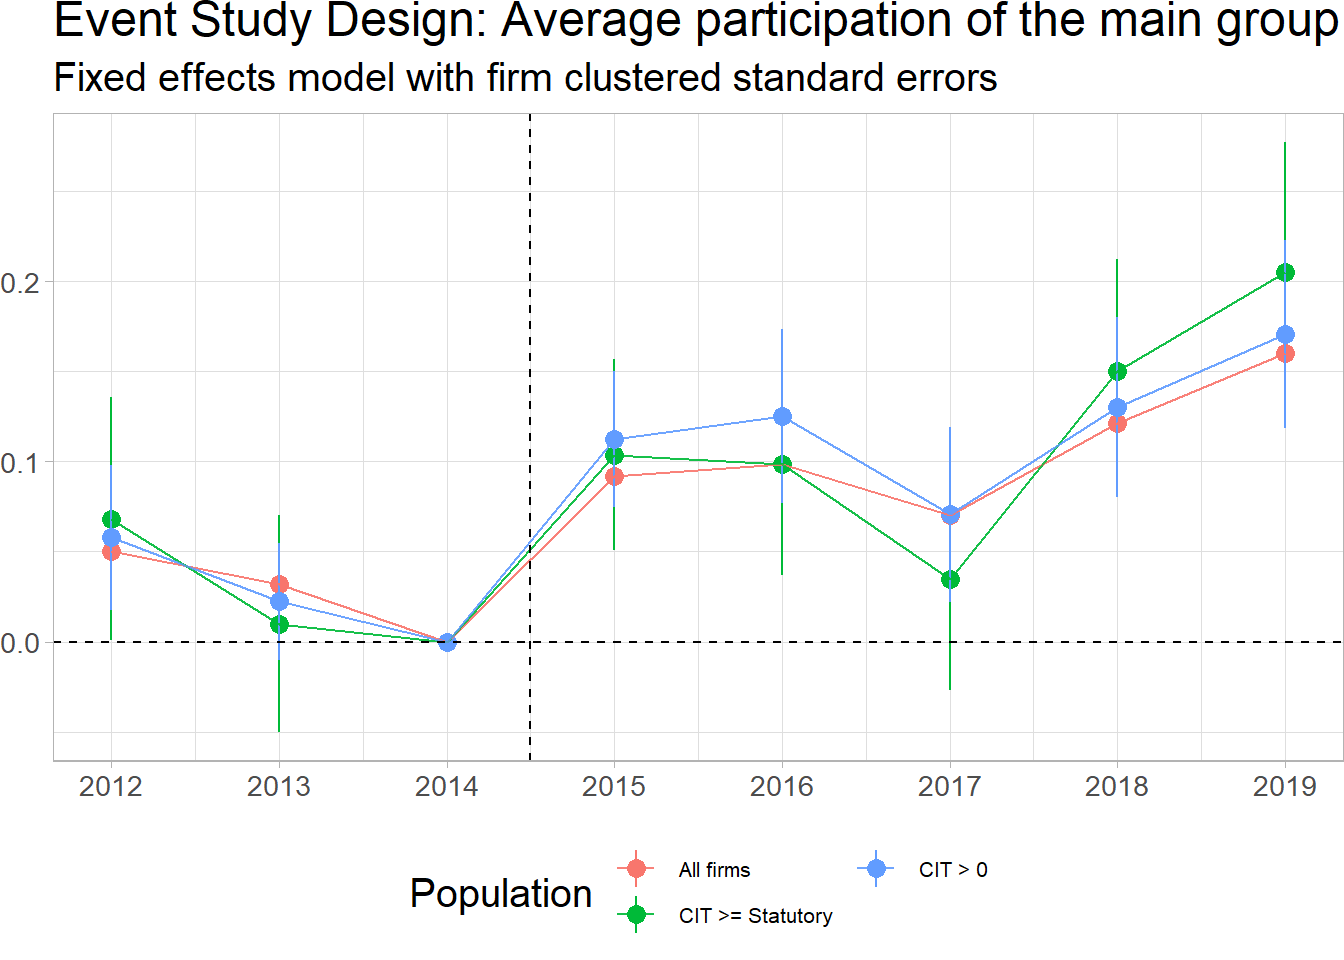 Event Study Design: Average participation of the main group
Fixed effects model with firm clustered standard errors
0.2
0.1
0.0
2012 2013 2014 2015 2016 2017 2018 2019
Population
All firms
CIT > 0
CIT >= Statutory